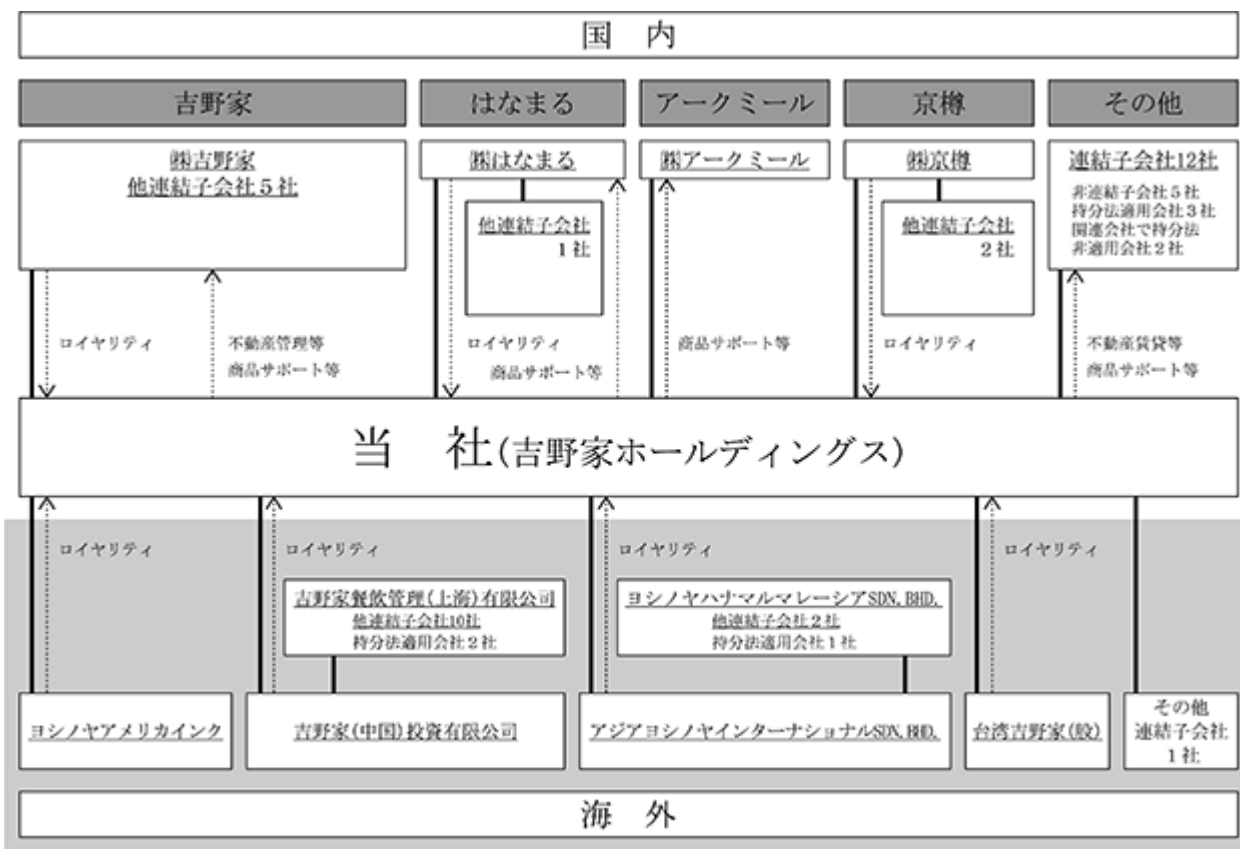 国　内
吉野家
はなまる
アークミール
京樽
その他
㈱吉野家
他連結子会社５社
㈱はなまる
他連結子会社
１社
㈱アークミール
㈱京樽
他連結子会社
２社
連結子会社12社
非連結子会社５社
持分法適用会社３社
関連会社で持分法
非適用会社２社
ロイヤリティ
不動産管理等
商品サポート等
ロイヤリティ
商品サポート等
商品サポート等
ロイヤリティ
不動産賃貸等
商品サポート等
当　社(吉野家ホールディングス)
ロイヤリティ
ロイヤリティ
ロイヤリティ
ロイヤリティ
吉野家餐飲管理(上海)有限公司
他連結子会社10社
持分法適用会社２社
ヨシノヤハナマルマレーシアSDN.BHD.
他連結子会社２社
持分法適用会社１社
ヨシノヤアメリカインク
吉野家(中国)投資有限公司
アジアヨシノヤインターナショナルSDN.BHD.
台湾吉野家(股)
その他
連結子会社
１社
海　外